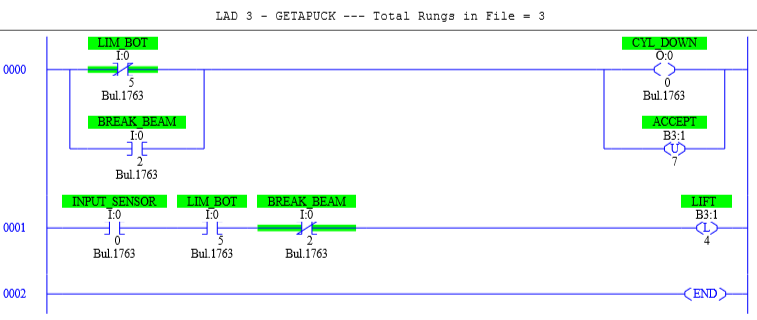 LAD 3 - GETAPUCK --- Total Rungs in File = 3
LIM_BOT CYL_DOWN
I:0 O:0
0000
5 0
Bul.1763 Bul.1763
BREAK_BEAM ACCEPT
I:0 B3:1
U
2 7
Bul.1763
INPUT_SENSOR LIM_BOT BREAK_BEAM LIFT
I:0 I:0 I:0 B3:1
0001 L
0 5 2 4
Bul.1763 Bul.1763 Bul.1763
0002 END